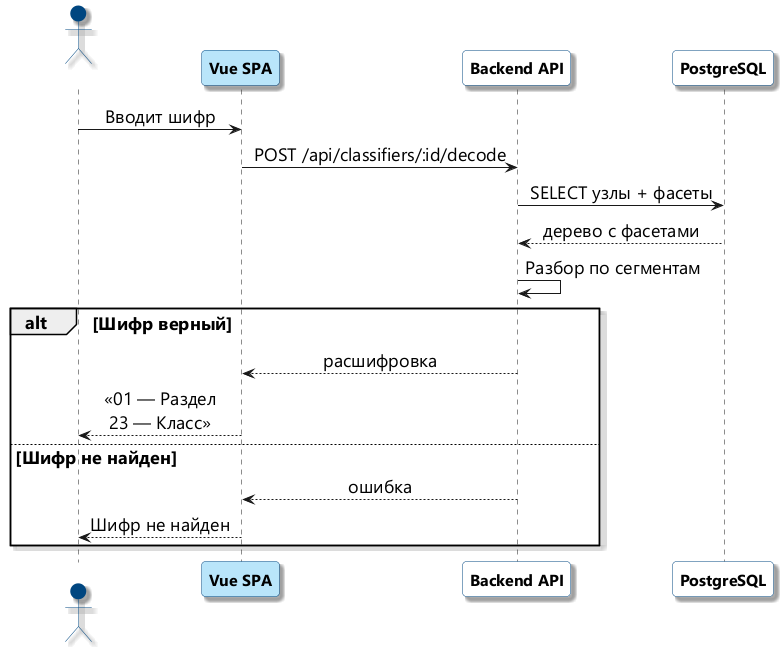 Vue SPA
Backend API
PostgreSQL
Вводит шифр
POST /api/classifiers/:id/decode
SELECT узлы + фасеты
дерево с фасетами
Разбор по сегментам
alt
[Шифр верный]
расшифровка
«01 — Раздел
23 — Класс»
[Шифр не найден]
ошибка
Шифр не найден
Vue SPA
Backend API
PostgreSQL